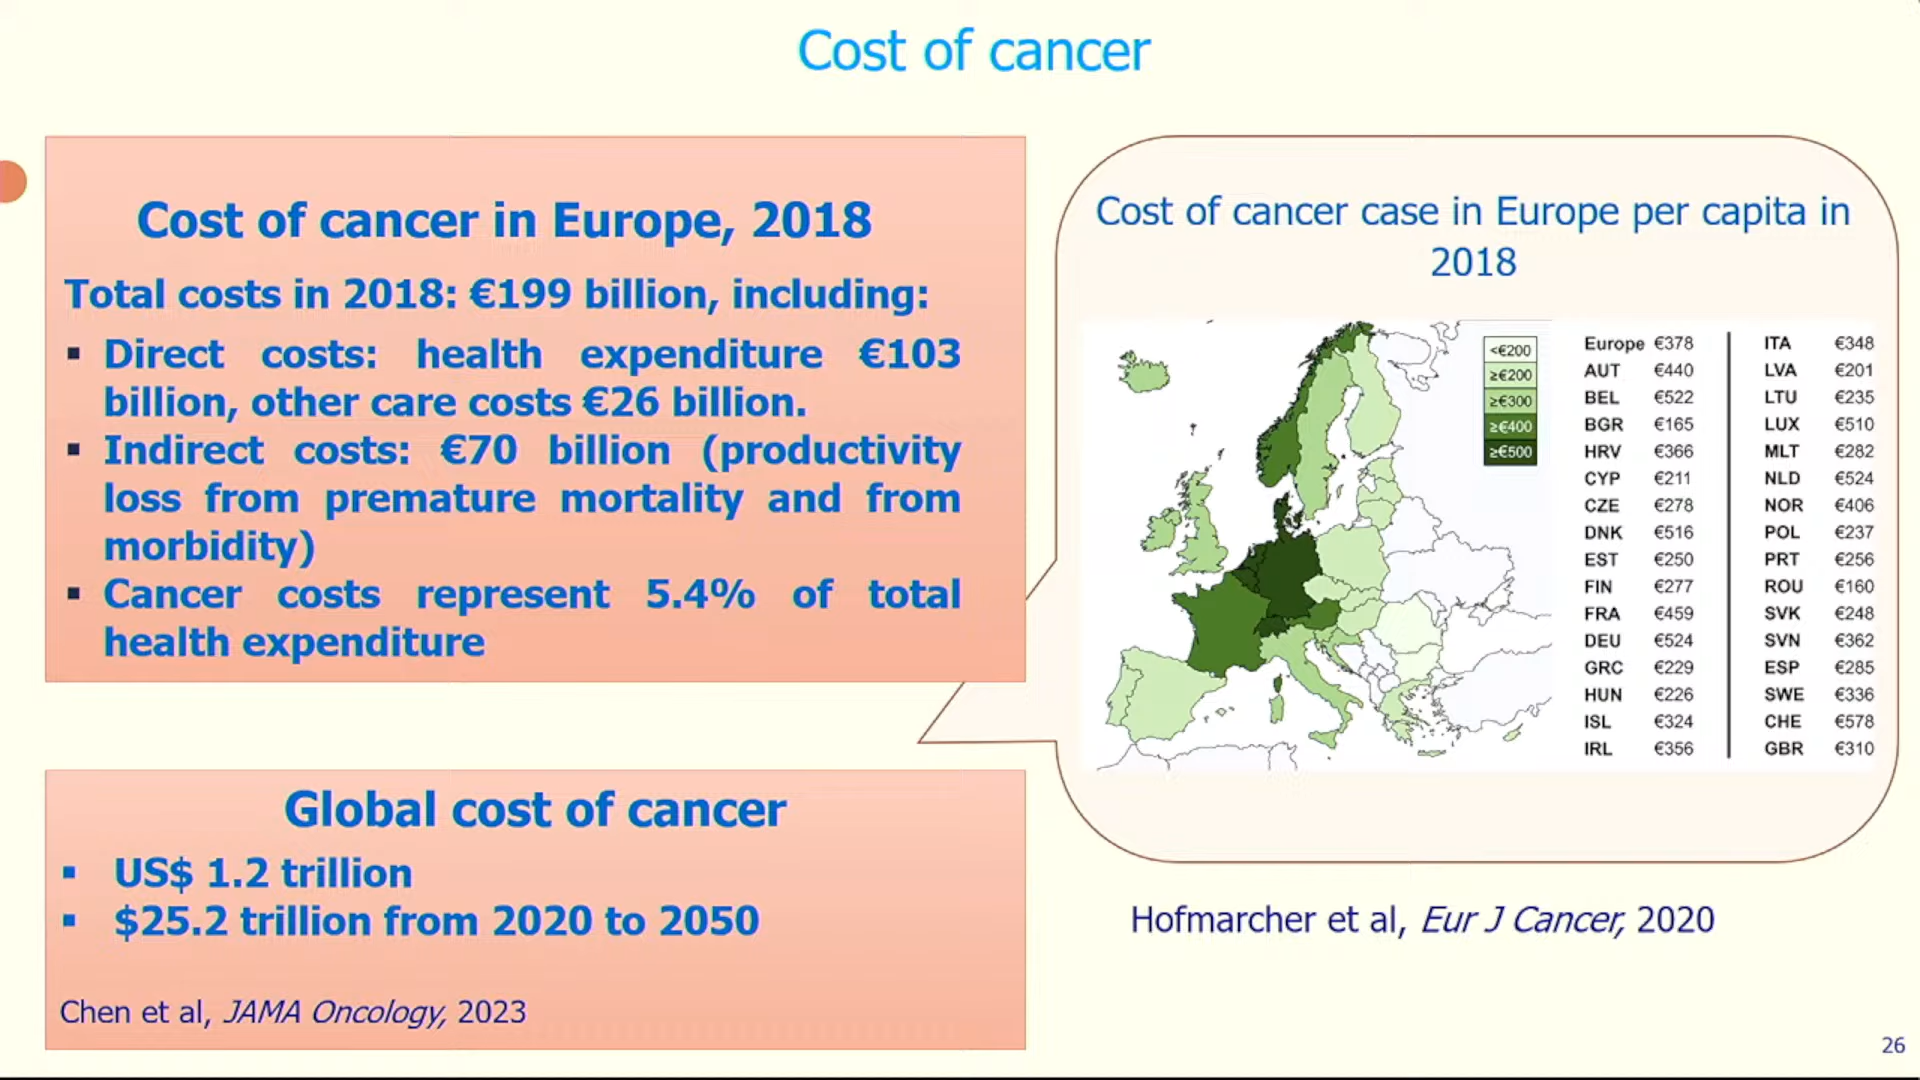 Cost of cancer
Cost of cancer in Europe, 2018
Total costs in 2018: €199 billion, including:
▪ Direct costs: health expenditure €103
billion, other care costs €26 billion.
▪ Indirect costs: €70 billion (productivity
loss from premature mortality and from
morbidity)
▪ Cancer costs represent 5.4% of total
health expenditure
Global cost of cancer
▪ US$ 1.2 trillion
▪ $25.2 trillion from 2020 to 2050
Chen et al, JAMA Oncology, 2023
Cost of cancer case in Europe per capita in
2018
<€200
≥€200
≥€300
≥€400
≥€500
Europe €378
AUT €440
BEL €522
BGR €165
HRV €366
CYP €211
CZE €278
DNK €516
EST €250
FIN €277
FRA €459
DEU €524
GRC €229
HUN €226
ISL €324
IRL €356
ITA €348
LVA €201
LTU €235
LUX €510
MLT €282
NLD €524
NOR €406
POL €237
PRT €256
ROU €160
SVK €248
SVN €362
ESP €285
SWE €336
CHE €578
GBR €310
Hofmarcher et al, Eur J Cancer, 2020
26